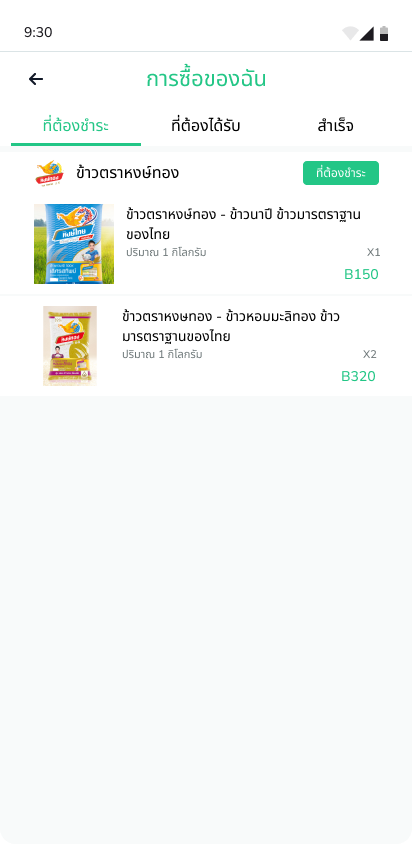 9:30
การซื้อของฉัน
ที่ต้องชำระ ที่ต้องได้รับ สำเร็จ
ข้าวตราหงษ์ทอง ที่ต้องชำระ
ข้าวตราหงษ์ทอง - ข้าวนาปี ข้าวมารตราฐาน
ของไทย
ปริมาณ 1 กิโลกรัม X1
B150
ข้าวตราหงษทอง - ข้าวหอมมะลิทอง ข้าว
มารตราฐานของไทย
ปริมาณ 1 กิโลกรัม X2
B320